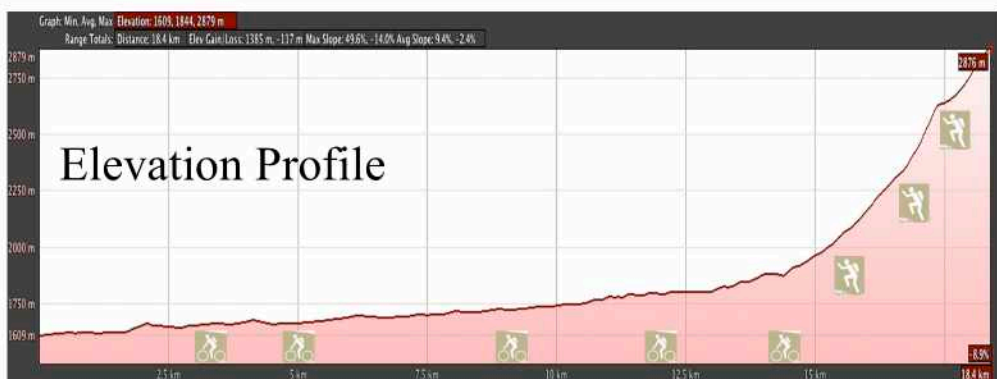 Graph: Min, Avg, Max Elevation: 1609, 1844, 2879 m
Range Totals: Distance: 18.4 km Elev Gain/Loss: 1385 m, -117 m Max Slope: 49.6%, -14.0% Avg Slope: 9.4%, -2.4%
2879 m
2876 m
2750 m
2500 m
Elevation Profile
2250 m
2000 m
1750 m
1609 m
-8.9%
2.5 km 5 km 7.5 km 10 km 12.5 km 15 km 18.4 km